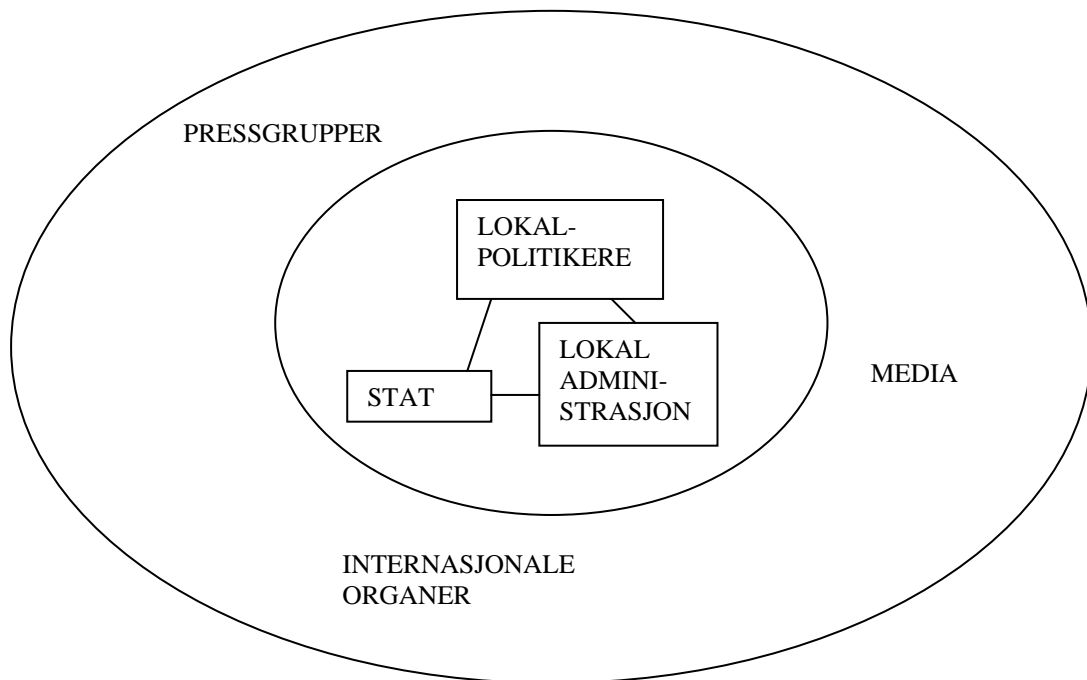 PRESSGRUPPER
LOKAL-
POLITIKERE
LOKAL
ADMINI-
STRASJON
STAT
MEDIA
INTERNASJONALE
ORGANER